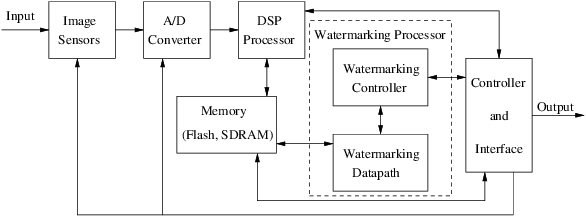 Input
Image
Sensors
A/D
Converter
DSP
Processor
Watermarking Processor
Watermarking
Controller
Memory
(Flash, SDRAM)
Watermarking
Datapath
Controller
and
Interface
Output